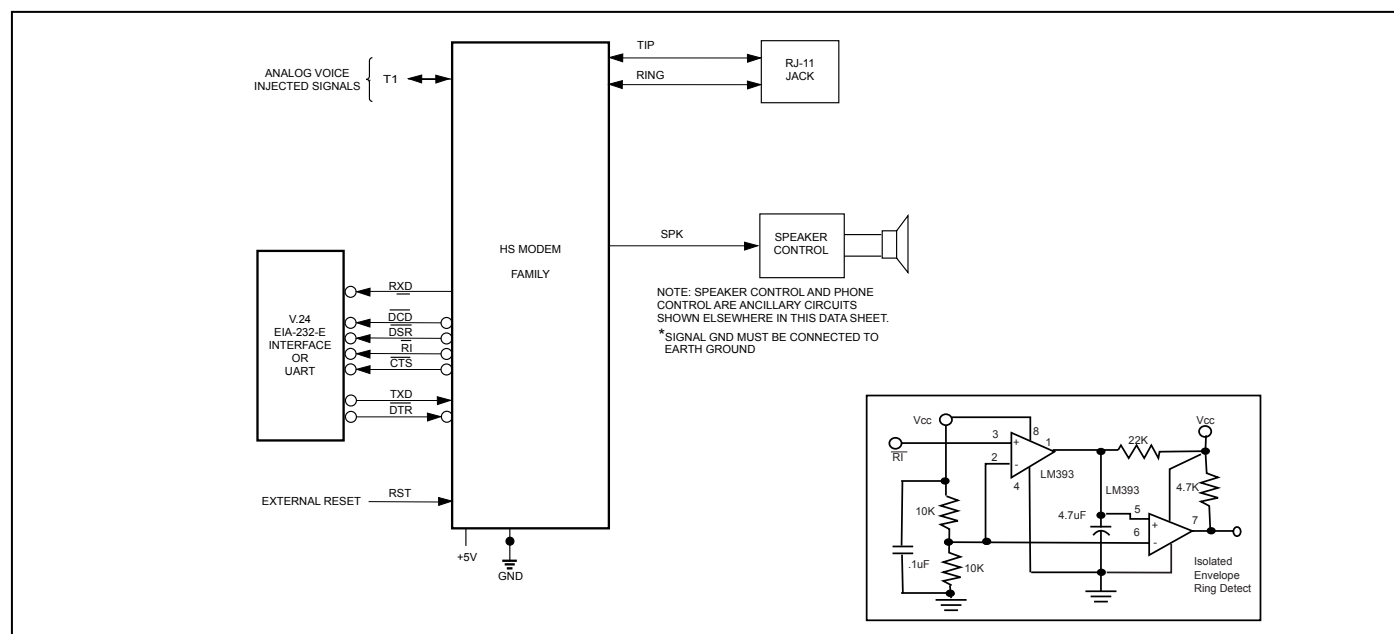 ANALOG VOICE
INJECTED SIGNALS
T1
TIP
RING
RJ-11
JACK
HS MODEM
FAMILY
SPK
SPEAKER
CONTROL
NOTE: SPEAKER CONTROL AND PHONE
CONTROL ARE ANCILLARY CIRCUITS
SHOWN ELSEWHERE IN THIS DATA SHEET.
*SIGNAL GND MUST BE CONNECTED TO
EARTH GROUND
V.24
EIA-232-E
INTERFACE
OR
UART
RXD
DCD
DSR
RI
CTS
TXD
DTR
EXTERNAL RESET
RST
+5V
GND
Vcc
8
3
+
1
RI
2
-
LM393
4
22K
Vcc
LM393
4.7K
10K
4.7uF
5
+
7
6
-
.1uF
10K
Isolated
Envelope
Ring Detect